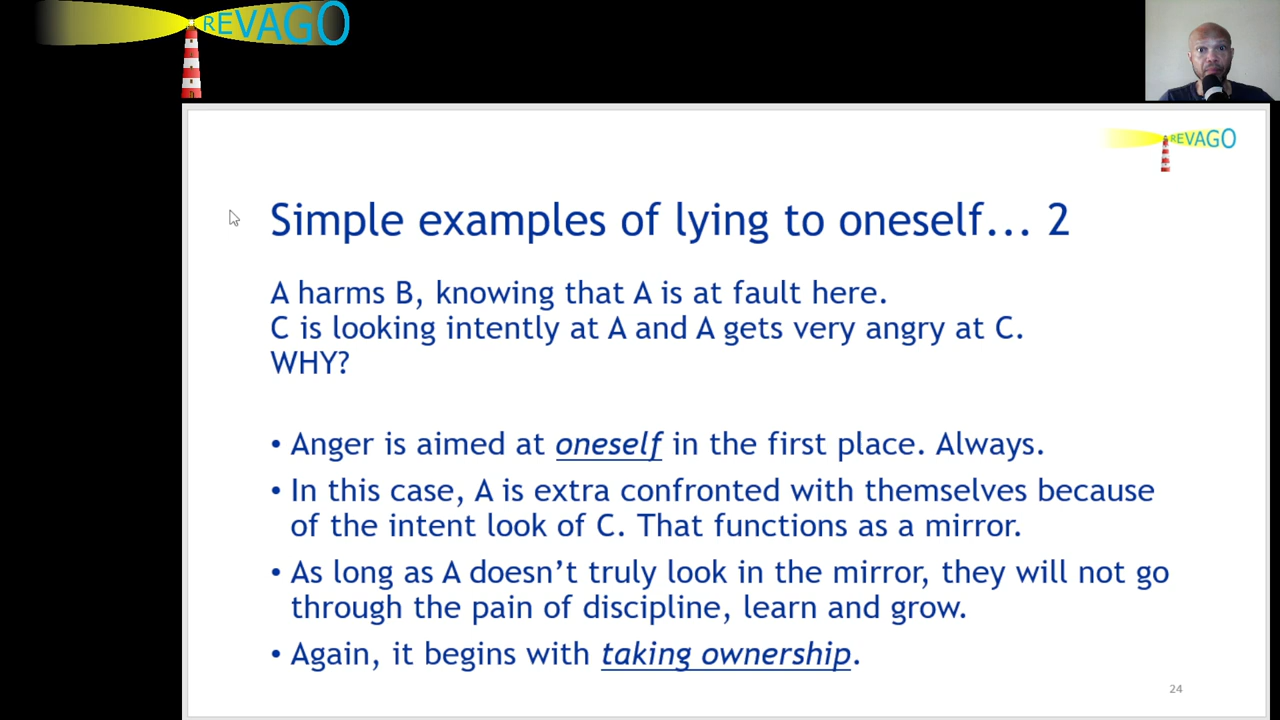 REVAGO
REVAGO
Simple examples of lying to oneself... 2
A harms B, knowing that A is at fault here.
C is looking intently at A and A gets very angry at C.
WHY?
• Anger is aimed at oneself in the first place. Always.
• In this case, A is extra confronted with themselves because
of the intent look of C. That functions as a mirror.
• As long as A doesn't truly look in the mirror, they will not go
through the pain of discipline, learn and grow.
• Again, it begins with taking ownership.
24